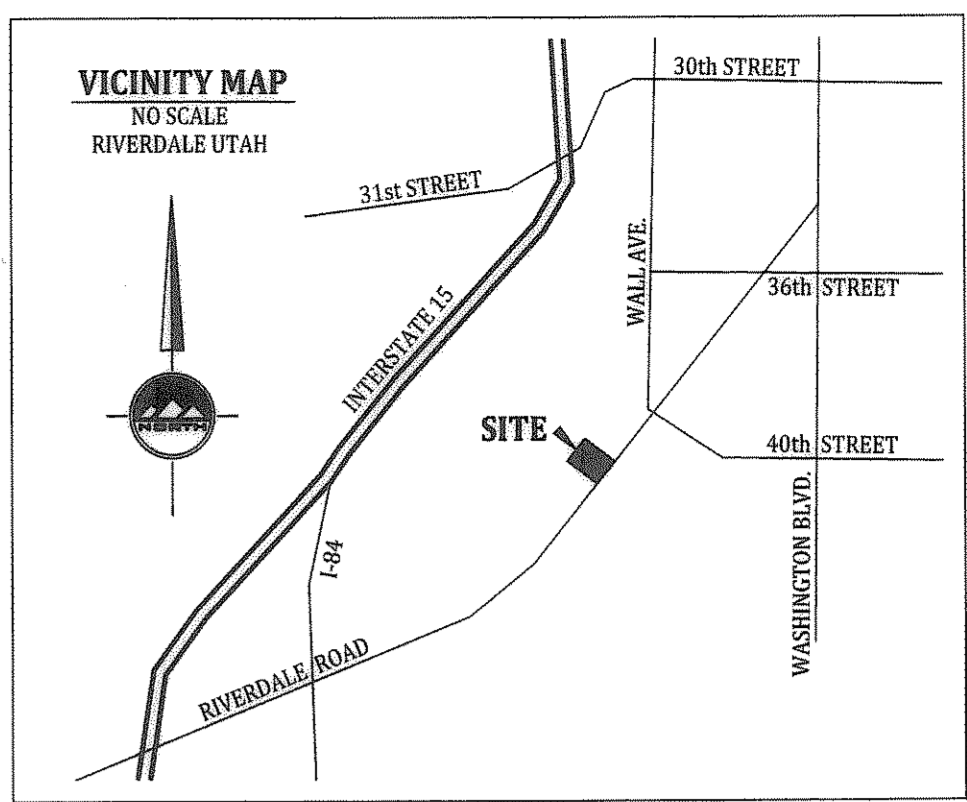 VICINITY MAP
NO SCALE
RIVERDALE UTAH
30th STREET
31st STREET
WALL AVE.
36th STREET
INTERSTATE 15
NORTH
SITE
40th STREET
I-84
WASHINGTON BLVD.
RIVERDALE ROAD